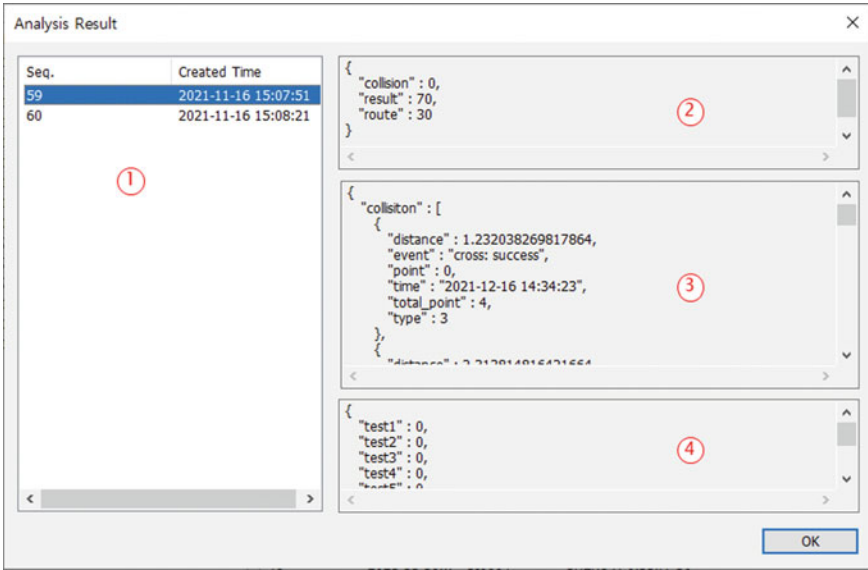 Analysis Result
Seq. Created Time
59 2021-11-16 15:07:51
60 2021-11-16 15:08:21
1
{
"collision" : 0,
"result" : 70,
"route" : 30
}
2
{
"collisiton" : [
{
"distance" : 1.232038269817864,
"event" : "cross: success",
"point" : 0,
"time" : "2021-12-16 14:34:23",
"total_point" : 4,
"type" : 3
},
{
3
{
"test1" : 0,
"test2" : 0,
"test3" : 0,
"test4" : 0,
4
OK